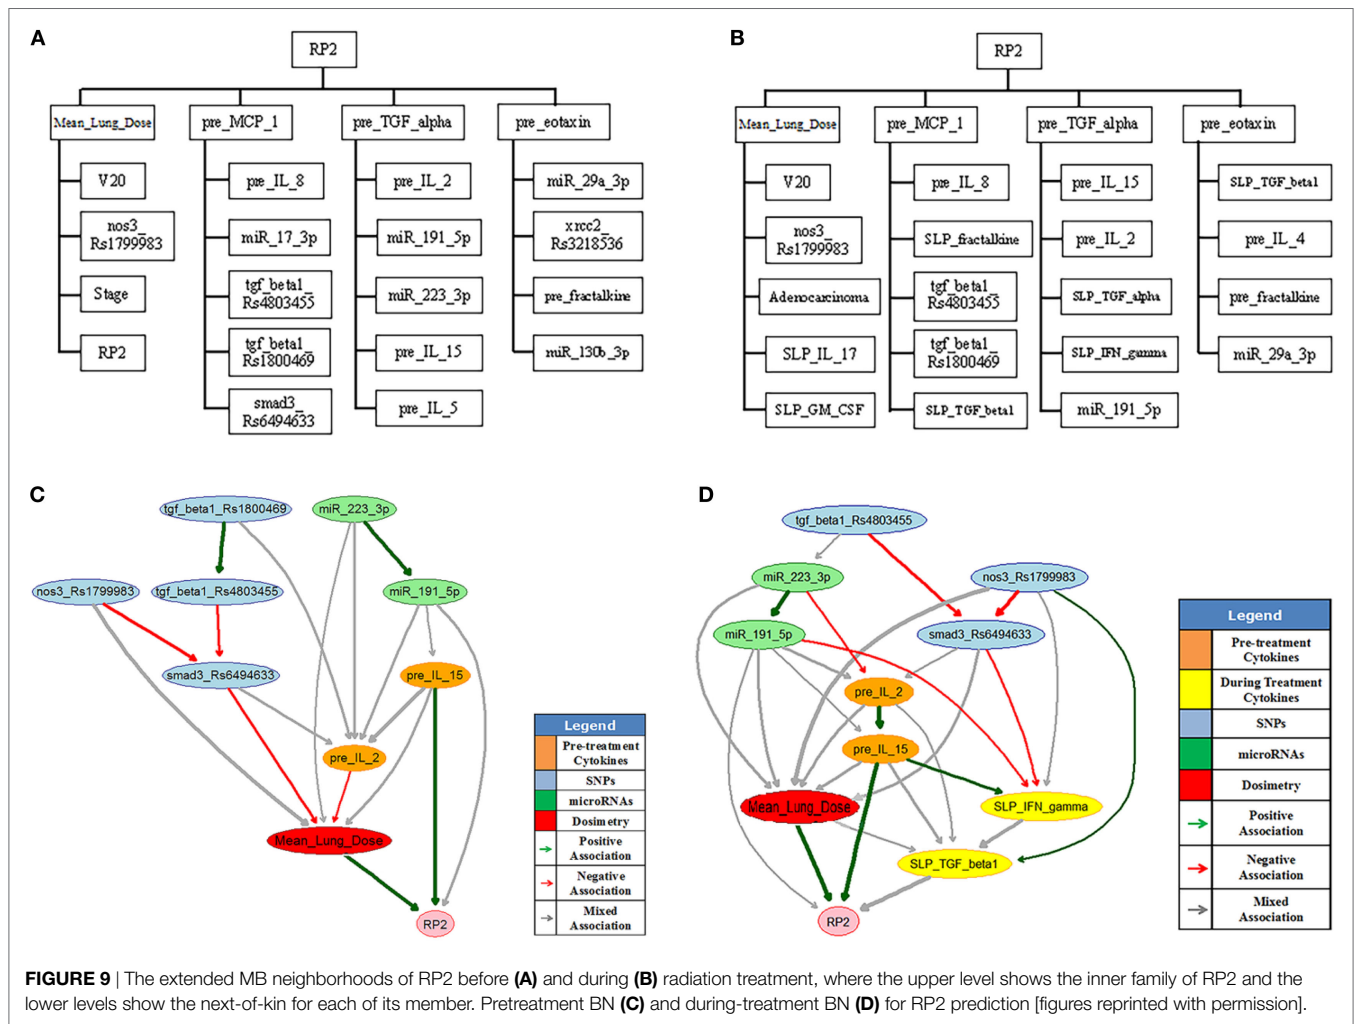 A
RP2
Mean_Lung_Dose
pre_MCP_1
pre_TGF_alpha
pre_eotaxin
V20
nos3_
Rs1799983
Stage
RP2
pre_IL_8
miR_17_3p
tgf_beta1_
Rs4803455
tgf_beta1_
Rs1800469
smad3_
Rs6494633
pre_IL_2
miR_191_5p
miR_223_3p
pre_IL_15
pre_IL_5
miR_29a_3p
xrcc2_
Rs3218536
pre_fractalkine
miR_130b_3p
B
RP2
Mean_Lung_Dose
pre_MCP_1
pre_TGF_alpha
pre_eotaxin
V20
nos3_
Rs1799983
Adenocarcinoma
SLP_IL_17
SLP_GM_CSF
pre_IL_8
SLP_fractalkine
tgf_beta1_
Rs4803455
tgf_beta1_
Rs1800469
SLP_TGF_beta1
pre_IL_15
pre_IL_2
SLP_TGF_alpha
SLP_IFN_gamma
miR_191_5p
SLP_TGF_beta1
pre_IL_4
pre_fractalkine
miR_29a_3p
C
tgf_beta1_Rs1800469
miR_223_3p
nos3_Rs1799983
tgf_beta1_Rs4803455
miR_191_5p
smad3_Rs6494633
pre_IL_15
pre_IL_2
Mean_Lung_Dose
RP2
Legend
Pre-treatment
Cytokines
SNPs
microRNAs
Dosimetry
Positive
Association
Negative
Association
Mixed
Association
D
tgf_beta1_Rs4803455
miR_223_3p
nos3_Rs1799983
miR_191_5p
smad3_Rs6494633
pre_IL_2
pre_IL_15
Mean_Lung_Dose
SLP_IFN_gamma
SLP_TGF_beta1
RP2
Legend
Pre-treatment
Cytokines
During Treatment
Cytokines
SNPs
microRNAs
Dosimetry
Positive
Association
Negative
Association
Mixed
Association
FIGURE 9 | The extended MB neighborhoods of RP2 before (A) and during (B) radiation treatment, where the upper level shows the inner family of RP2 and the
lower levels show the next-of-kin for each of its member. Pretreatment BN (C) and during-treatment BN (D) for RP2 prediction [figures reprinted with permission].